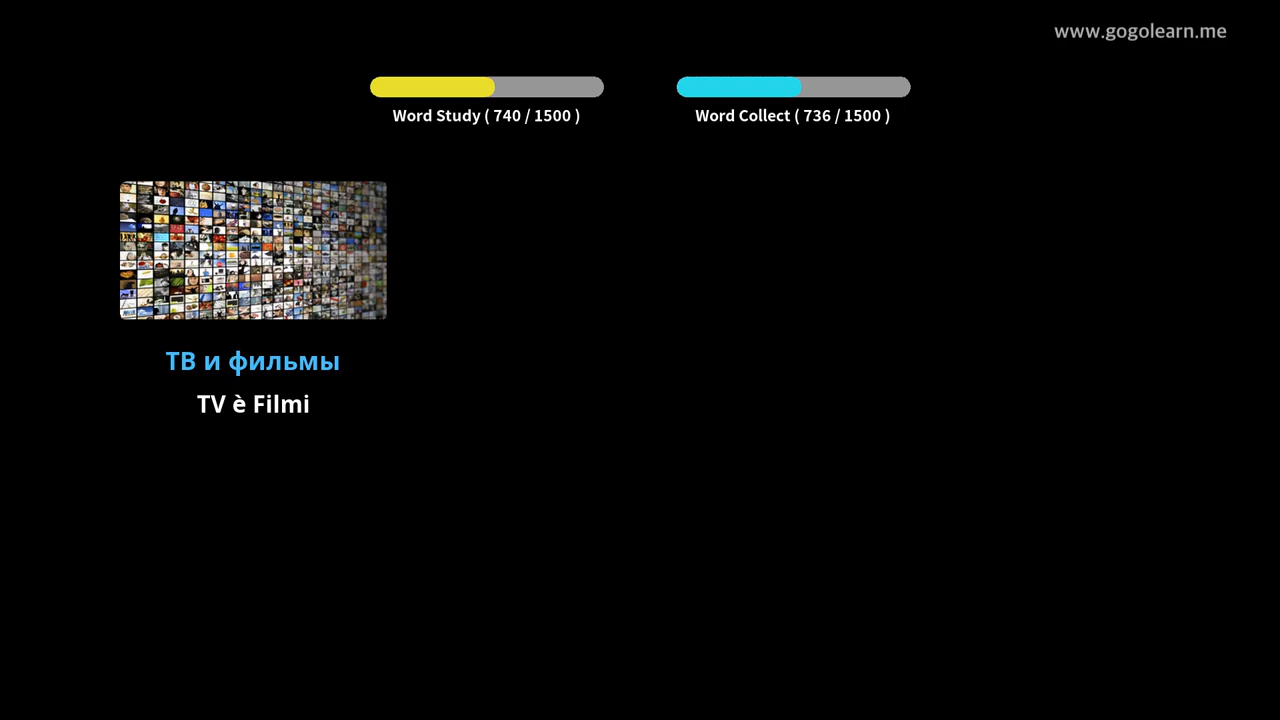 www.gogolearn.me
Word Study ( 740 / 1500 )
Word Collect ( 736 / 1500 )
ТВ и фильмы
TV è Filmi